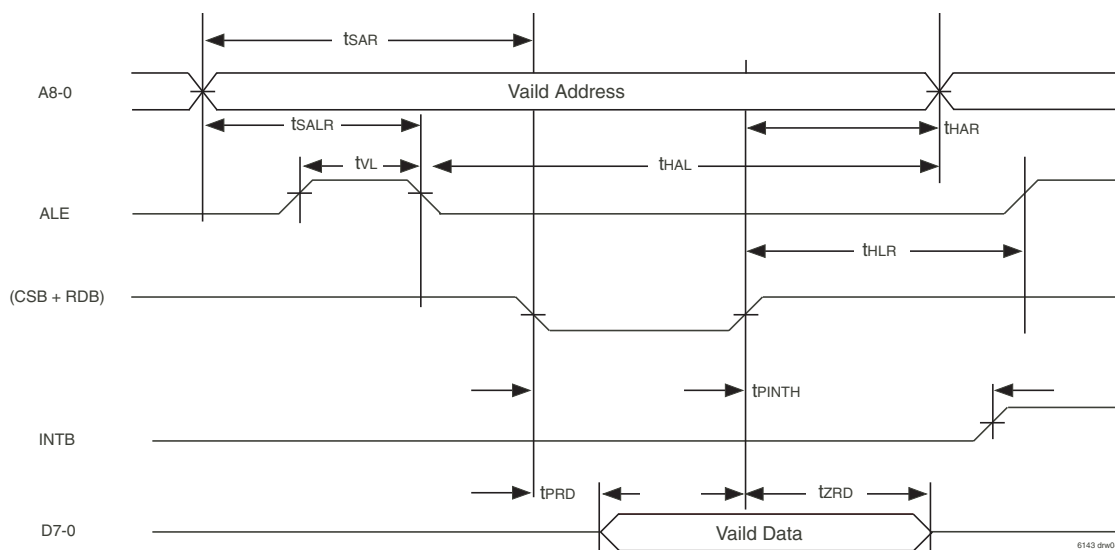 tSAR
A8-0
Vaild Address
tSALR
tHAR
tVL
tHAL
ALE
tHLR
(CSB + RDB)
tPINTH
INTB
tPRD
tZRD
D7-0
Vaild Data
6143 drw0